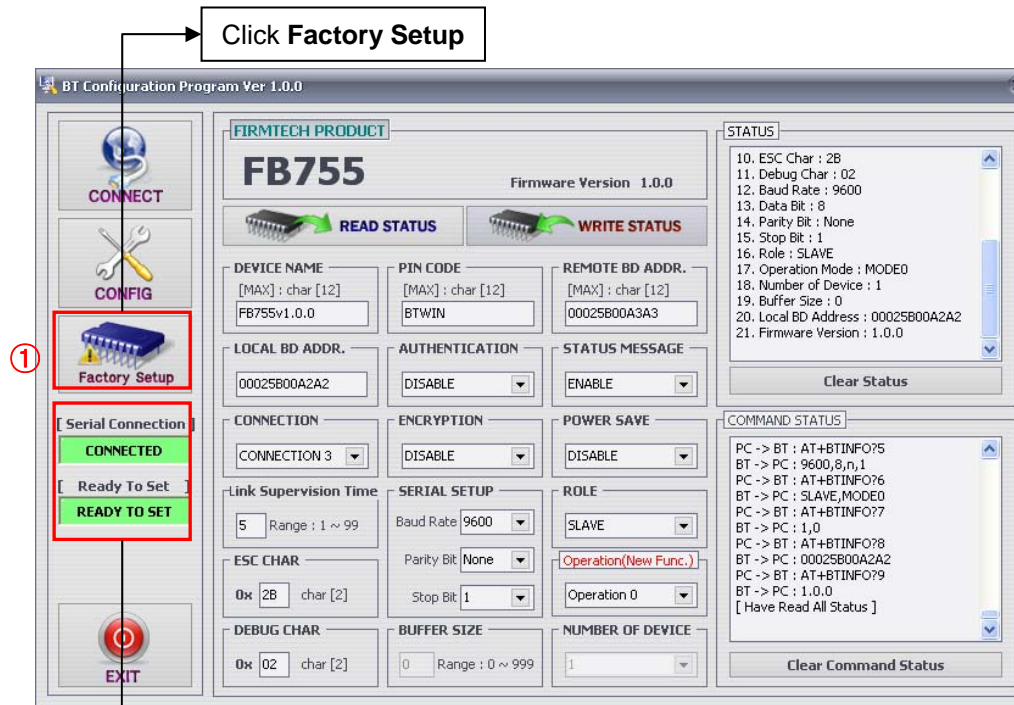 Click Factory Setup
BT Configuration Program Ver 1.0.0
CONNECT
CONFIG
①
Factory Setup
[ Serial Connection ]
CONNECTED
[ Ready To Set ]
READY TO SET
EXIT
FIRMTECH PRODUCT
FB755
Firmware Version 1.0.0
READ STATUS
WRITE STATUS
DEVICE NAME
[MAX] : char [12]
FB755v1.0.0
PIN CODE
[MAX] : char [12]
BTWIN
REMOTE BD ADDR.
[MAX] : char [12]
00025B00A3A3
LOCAL BD ADDR.
00025B00A2A2
AUTHENTICATION
DISABLE
STATUS MESSAGE
ENABLE
CONNECTION
CONNECTION 3
ENCRYPTION
DISABLE
POWER SAVE
DISABLE
Link Supervision Time
5 Range : 1 ~ 99
SERIAL SETUP
Baud Rate 9600
Parity Bit None
Stop Bit 1
ROLE
SLAVE
ESC CHAR
0x 2B char [2]
Operation(New Func.)
Operation 0
DEBUG CHAR
0x 02 char [2]
BUFFER SIZE
0 Range : 0 ~ 999
NUMBER OF DEVICE
1
STATUS
10. ESC Char : 2B
11. Debug Char : 02
12. Baud Rate : 9600
13. Data Bit : 8
14. Parity Bit : None
15. Stop Bit : 1
16. Role : SLAVE
17. Operation Mode : MODE0
18. Number of Device : 1
19. Buffer Size : 0
20. Local BD Address : 00025B00A2A2
21. Firmware Version : 1.0.0
Clear Status
COMMAND STATUS
PC -> BT : AT+BTINFO?5
BT -> PC : 9600,8,n,1
PC -> BT : AT+BTINFO?6
BT -> PC : SLAVE,MODE0
PC -> BT : AT+BTINFO?7
BT -> PC : 1,0
PC -> BT : AT+BTINFO?8
BT -> PC : 00025B00A2A2
PC -> BT : AT+BTINFO?9
BT -> PC : 1.0.0
[ Have Read All Status ]
Clear Command Status